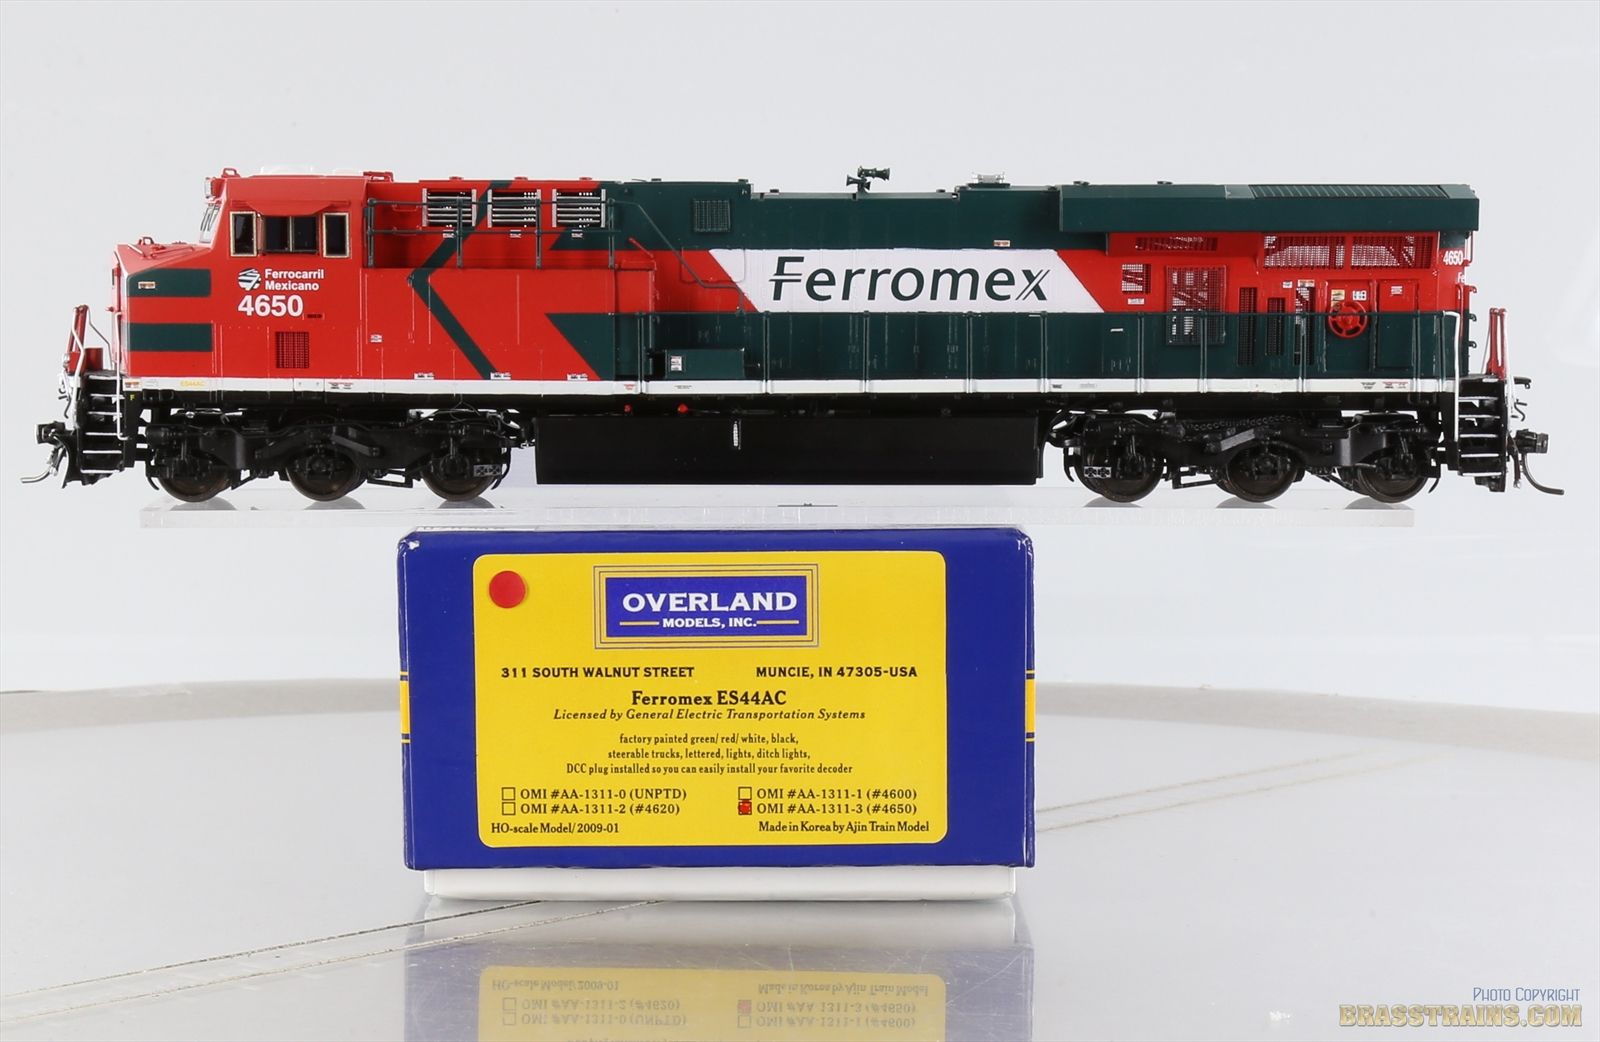 Ferrocarril
Mexicano
4650
Ferromex
4650
Fe
ES44AC
F
OVERLAND
MODELS, INC.
311 SOUTH WALNUT STREET MUNCIE, IN 47305-USA
Ferromex ES44AC
Licensed by General Electric Transportation Systems
factory painted green/ red/ white, black,
steerable trucks, lettered, lights, ditch lights,
DCC plug installed so you can easily install your favorite decoder
OMI #AA-1311-0 (UNPTD) OMI #AA-1311-1 (#4600)
OMI #AA-1311-2 (#4620) OMI #AA-1311-3 (#4650)
HO-scale Model/ 2009-01 Made in Korea by Ajin Train Model
PHOTO COPYRIGHT
BRASSTRAINS.COM